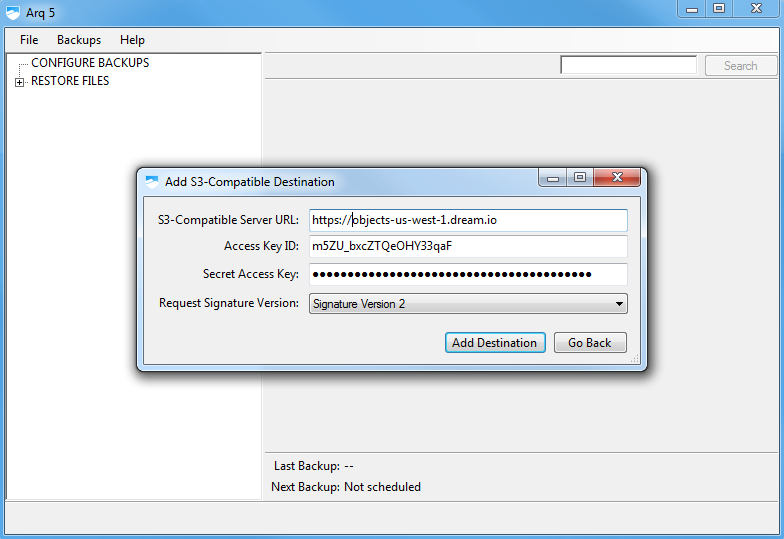 Arq 5
File Backups Help
CONFIGURE BACKUPS
RESTORE FILES
Search
Add S3-Compatible Destination
S3-Compatible Server URL: https://objects-us-west-1.dream.io
Access Key ID: m5ZU_bxcZTQeOHY33qaF
Secret Access Key: ●●●●●●●●●●●●●●●●●●●●●●●●●●●●●●●●●●●●●●●●
Request Signature Version: Signature Version 2
Add Destination Go Back
Last Backup: --
Next Backup: Not scheduled